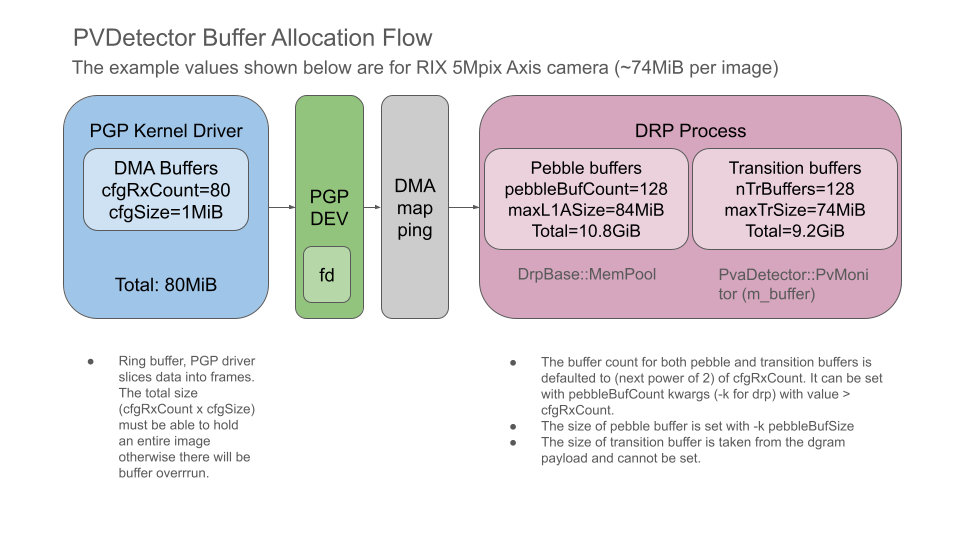 PVDetector Buffer Allocation Flow
The example values shown below are for RIX 5Mpix Axis camera (~74MiB per image)
PGP Kernel Driver
DMA Buffers
cfgRxCount=80
cfgSize=1MiB
Total: 80MiB
PGP
DEV
fd
DMA
map
ping
DRP Process
Pebble buffers
pebbleBufCount=128
maxL1ASize=84MiB
Total=10.8GiB
DrpBase::MemPool
Transition buffers
nTrBuffers=128
maxTrSize=74MiB
Total=9.2GiB
PvaDetector::PvMoni
tor (m_buffer)
● Ring buffer, PGP driver
slices data into frames.
The total size
(cfgRxCount x cfgSize)
must be able to hold
an entire image
otherwise there will be
buffer overrrun.
● The buffer count for both pebble and transition buffers is
defaulted to (next power of 2) of cfgRxCount. It can be set
with pebbleBufCount kwargs (-k for drp) with value >
cfgRxCount.
● The size of pebble buffer is set with -k pebbleBufSize
● The size of transition buffer is taken from the dgram
payload and cannot be set.